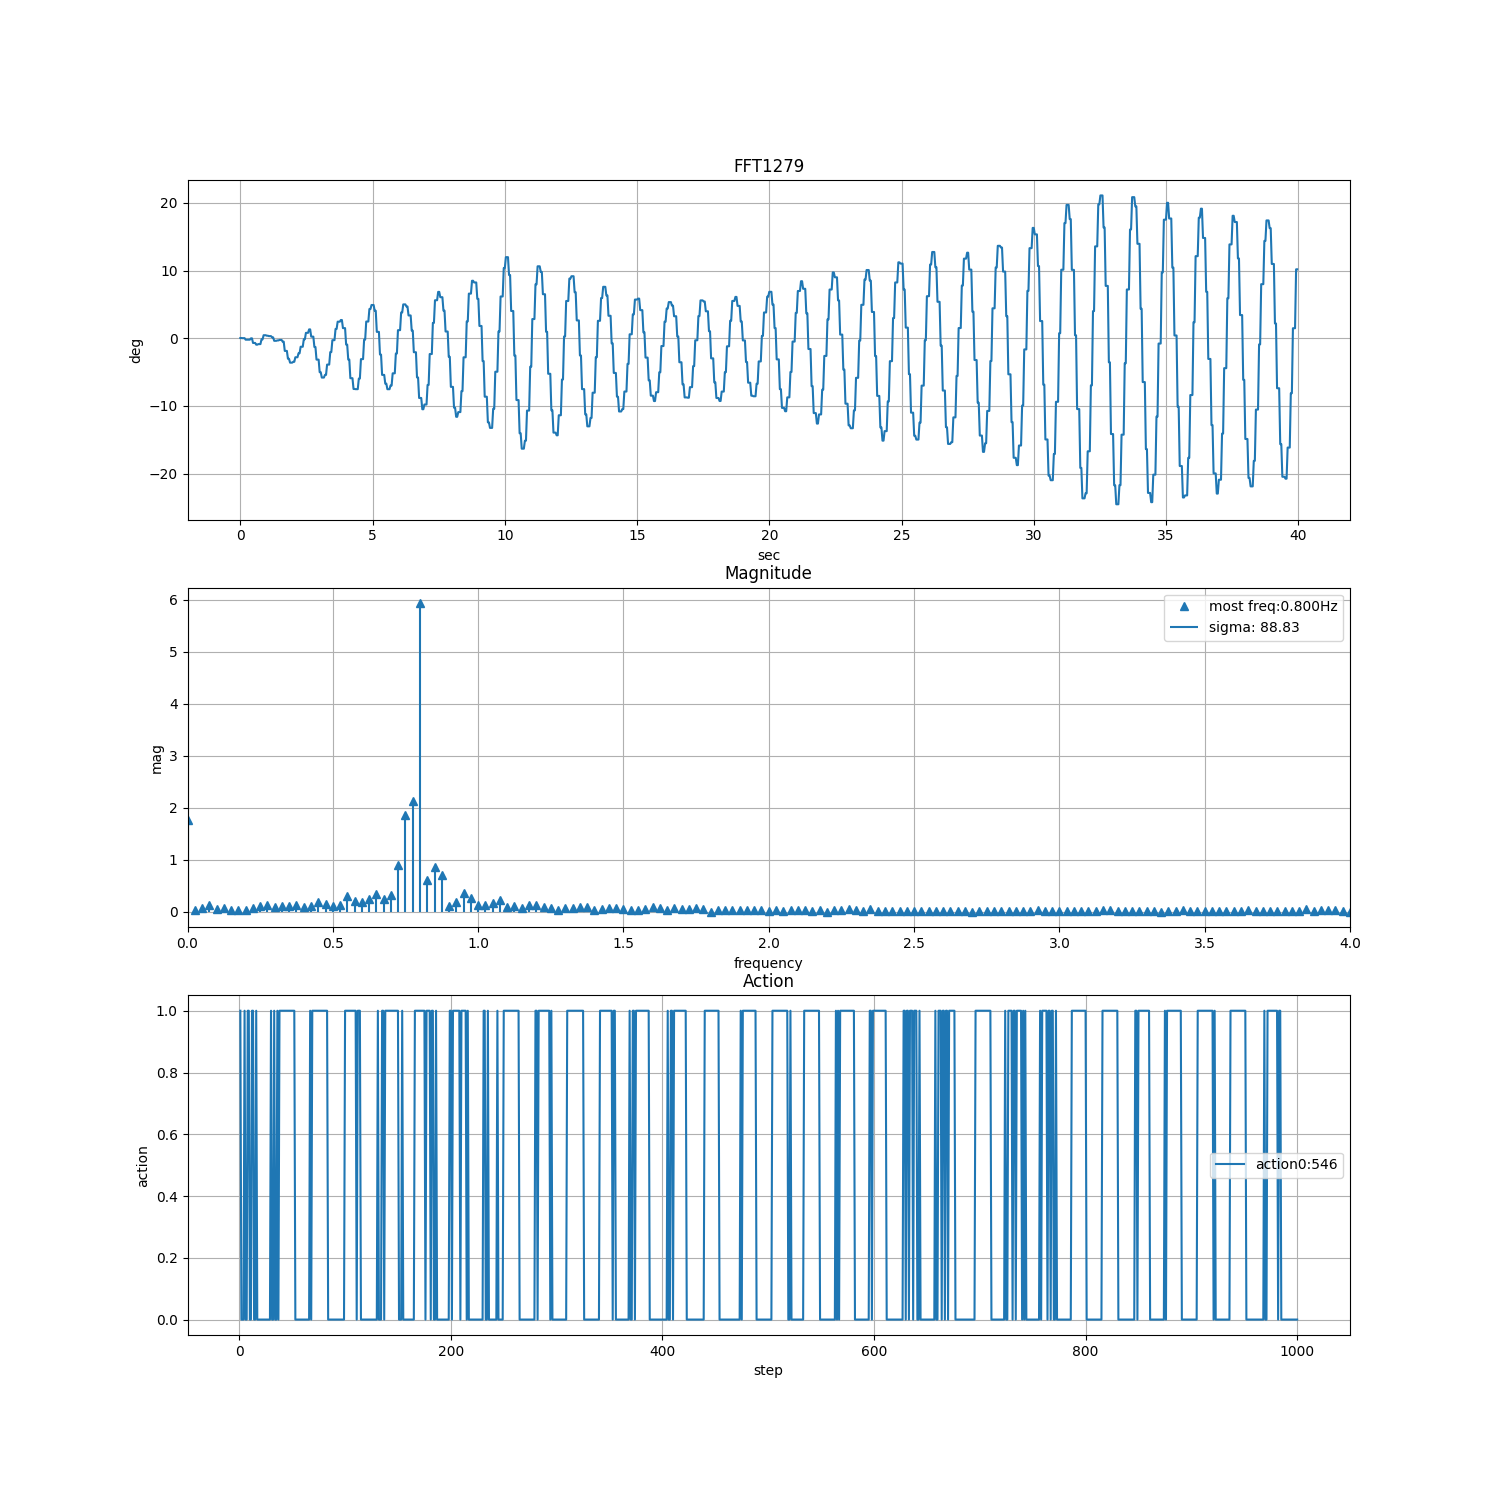 FFT1279
20
10
0
−10
−20
deg
0 5 10 15 20 25 30 35 40
sec
Magnitude
most freq:0.800Hz
sigma: 88.83
6
5
4
3
2
1
0
mag
0.0 0.5 1.0 1.5 2.0 2.5 3.0 3.5 4.0
frequency
Action
1.0
0.8
0.6
0.4
0.2
0.0
action
action0:546
0 200 400 600 800 1000
step